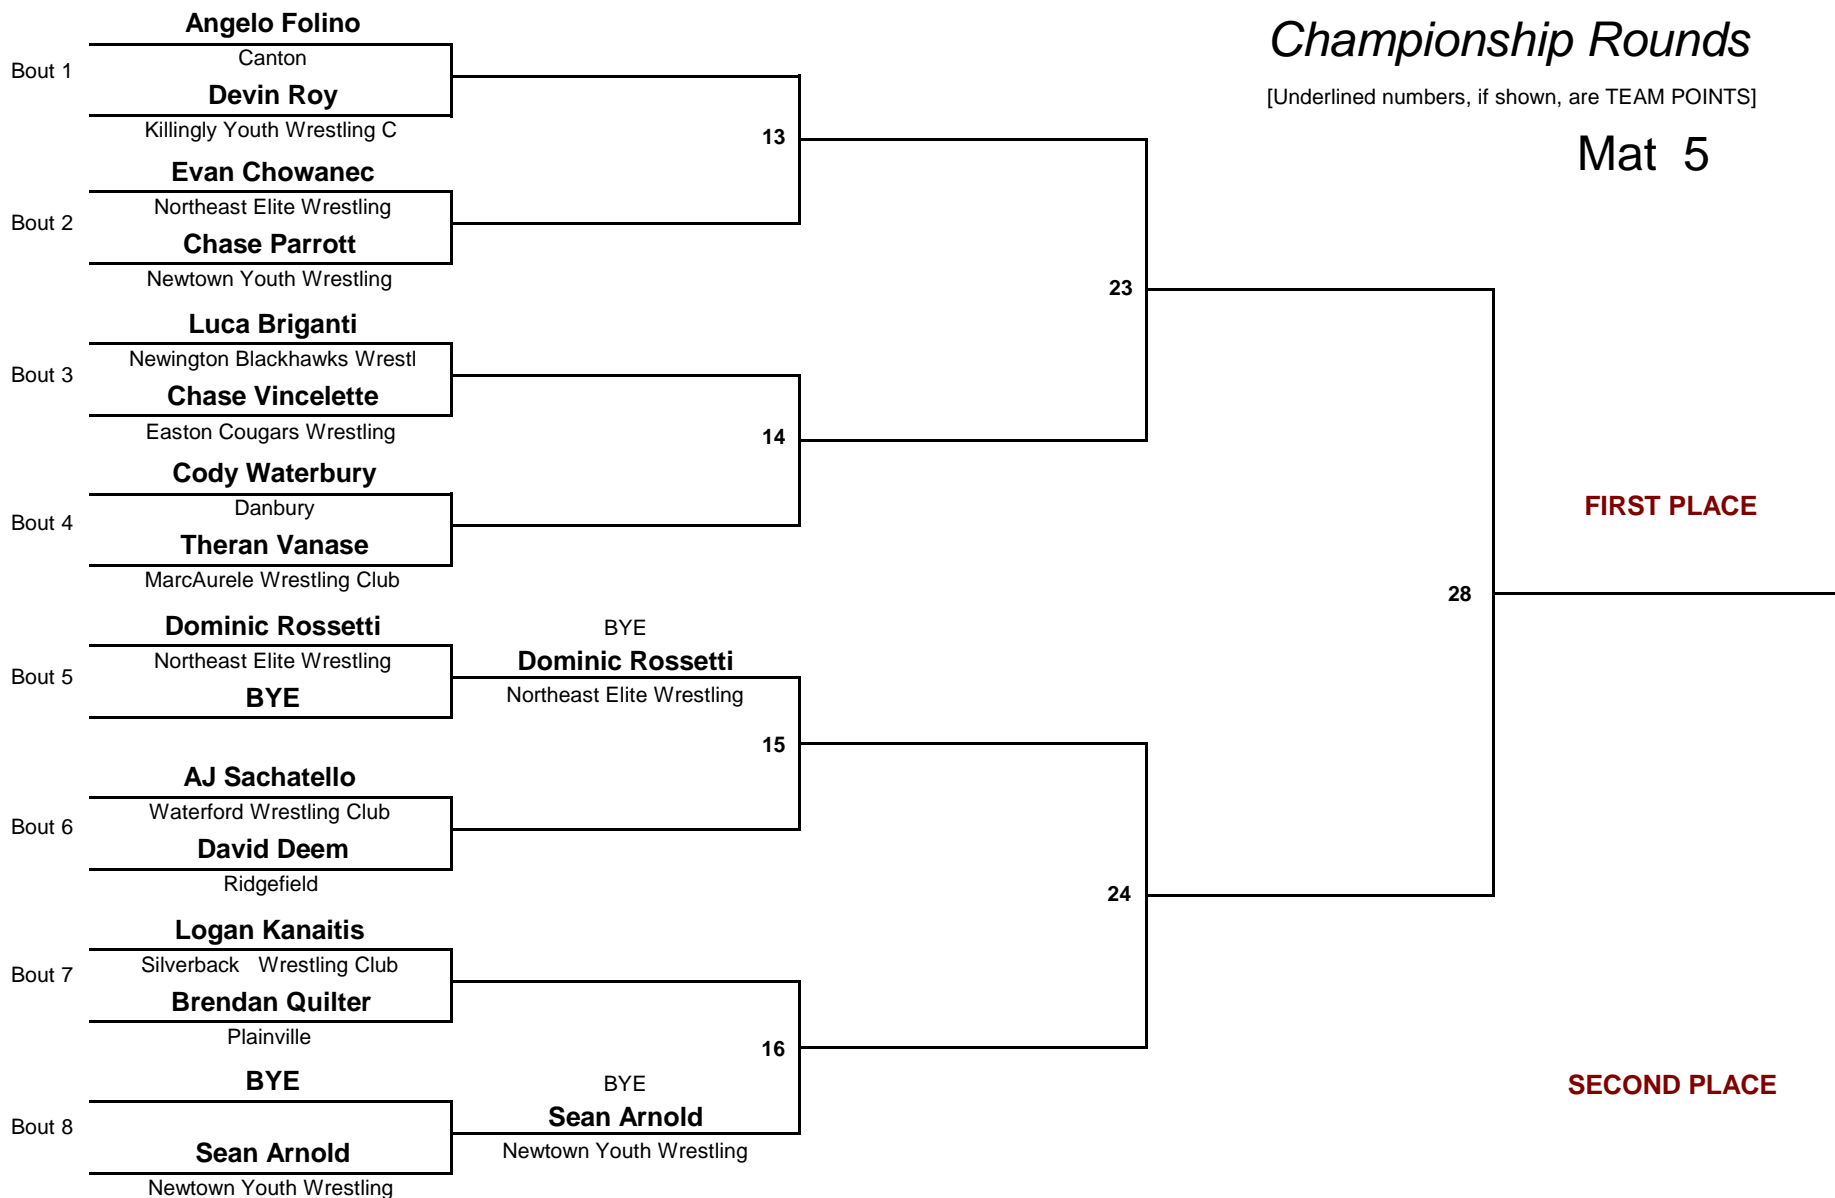 Championship Rounds
[Underlined numbers, if shown, are TEAM POINTS]
Mat 5
Angelo Folino
Canton
Bout 1
Devin Roy
Killingly Youth Wrestling C
13
Evan Chowanec
Northeast Elite Wrestling
Bout 2
Chase Parrott
Newtown Youth Wrestling
23
Luca Briganti
Newington Blackhawks Wrestl
Bout 3
Chase Vincelette
Easton Cougars Wrestling
14
Cody Waterbury
Danbury
Bout 4
Theran Vanase
MarcAurele Wrestling Club
FIRST PLACE
28
Dominic Rossetti
Northeast Elite Wrestling
Bout 5
BYE
BYE
Dominic Rossetti
Northeast Elite Wrestling
15
AJ Sachatello
Waterford Wrestling Club
Bout 6
David Deem
Ridgefield
24
Logan Kanaitis
Silverback Wrestling Club
Bout 7
Brendan Quilter
Plainville
16
BYE
Bout 8
Sean Arnold
Newtown Youth Wrestling
BYE
Sean Arnold
Newtown Youth Wrestling
SECOND PLACE